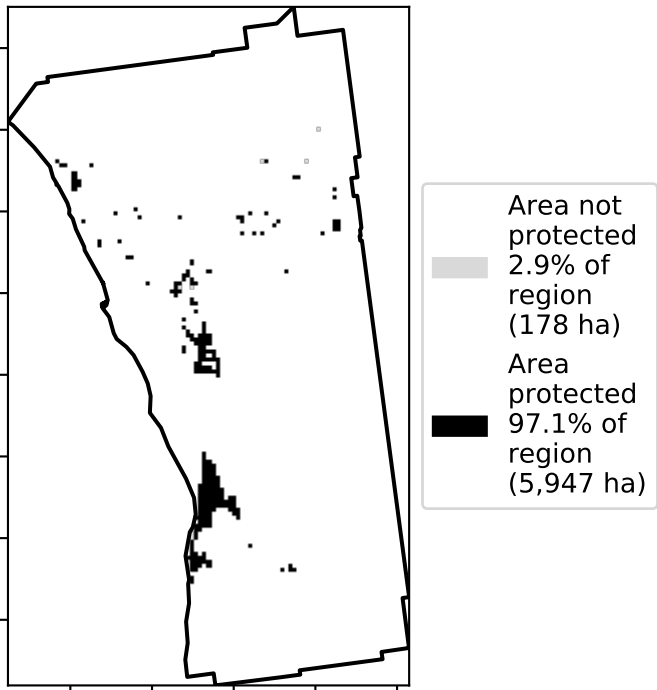 Area not
protected
2.9% of
region
(178 ha)
Area
protected
97.1% of
region
(5,947 ha)